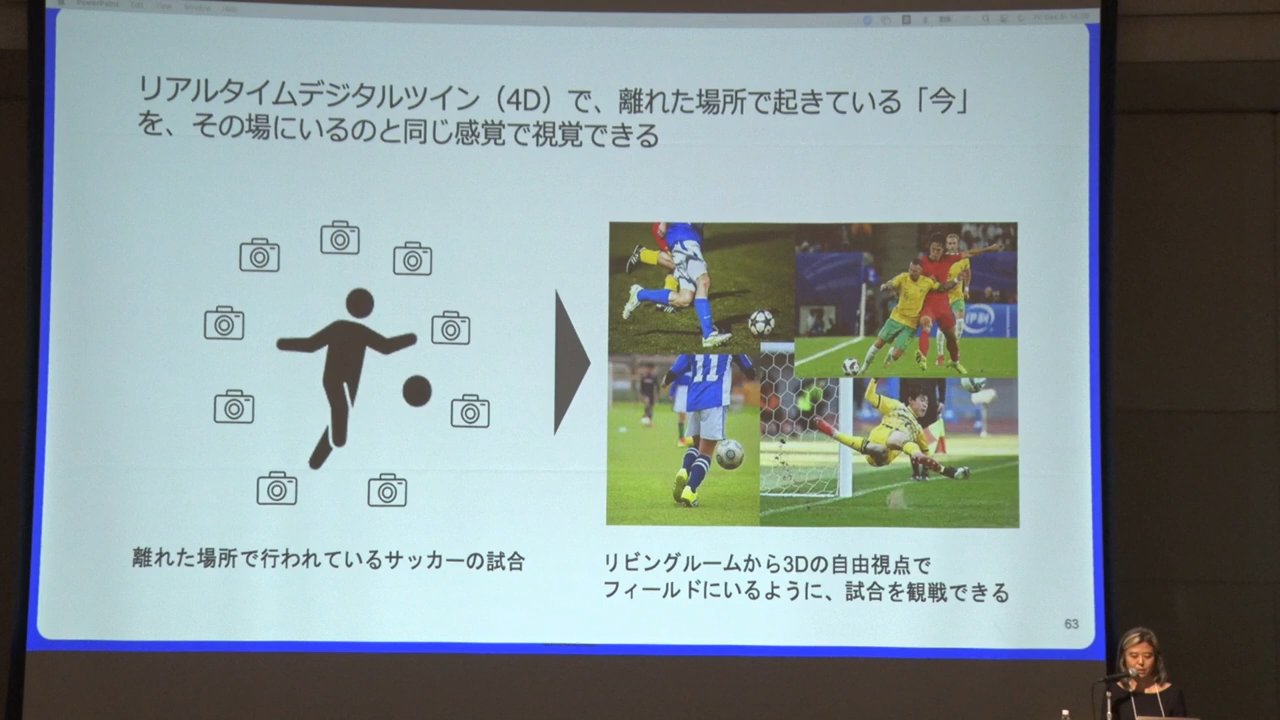 リアルタイムデジタルツイン（4D）で、離れた場所で起きている「今」
を、その場にいるのと同じ感覚で視覚できる
11
離れた場所で行われているサッカーの試合
リビングルームから3Dの自由視点で
フィールドにいるように、試合を観戦できる
63